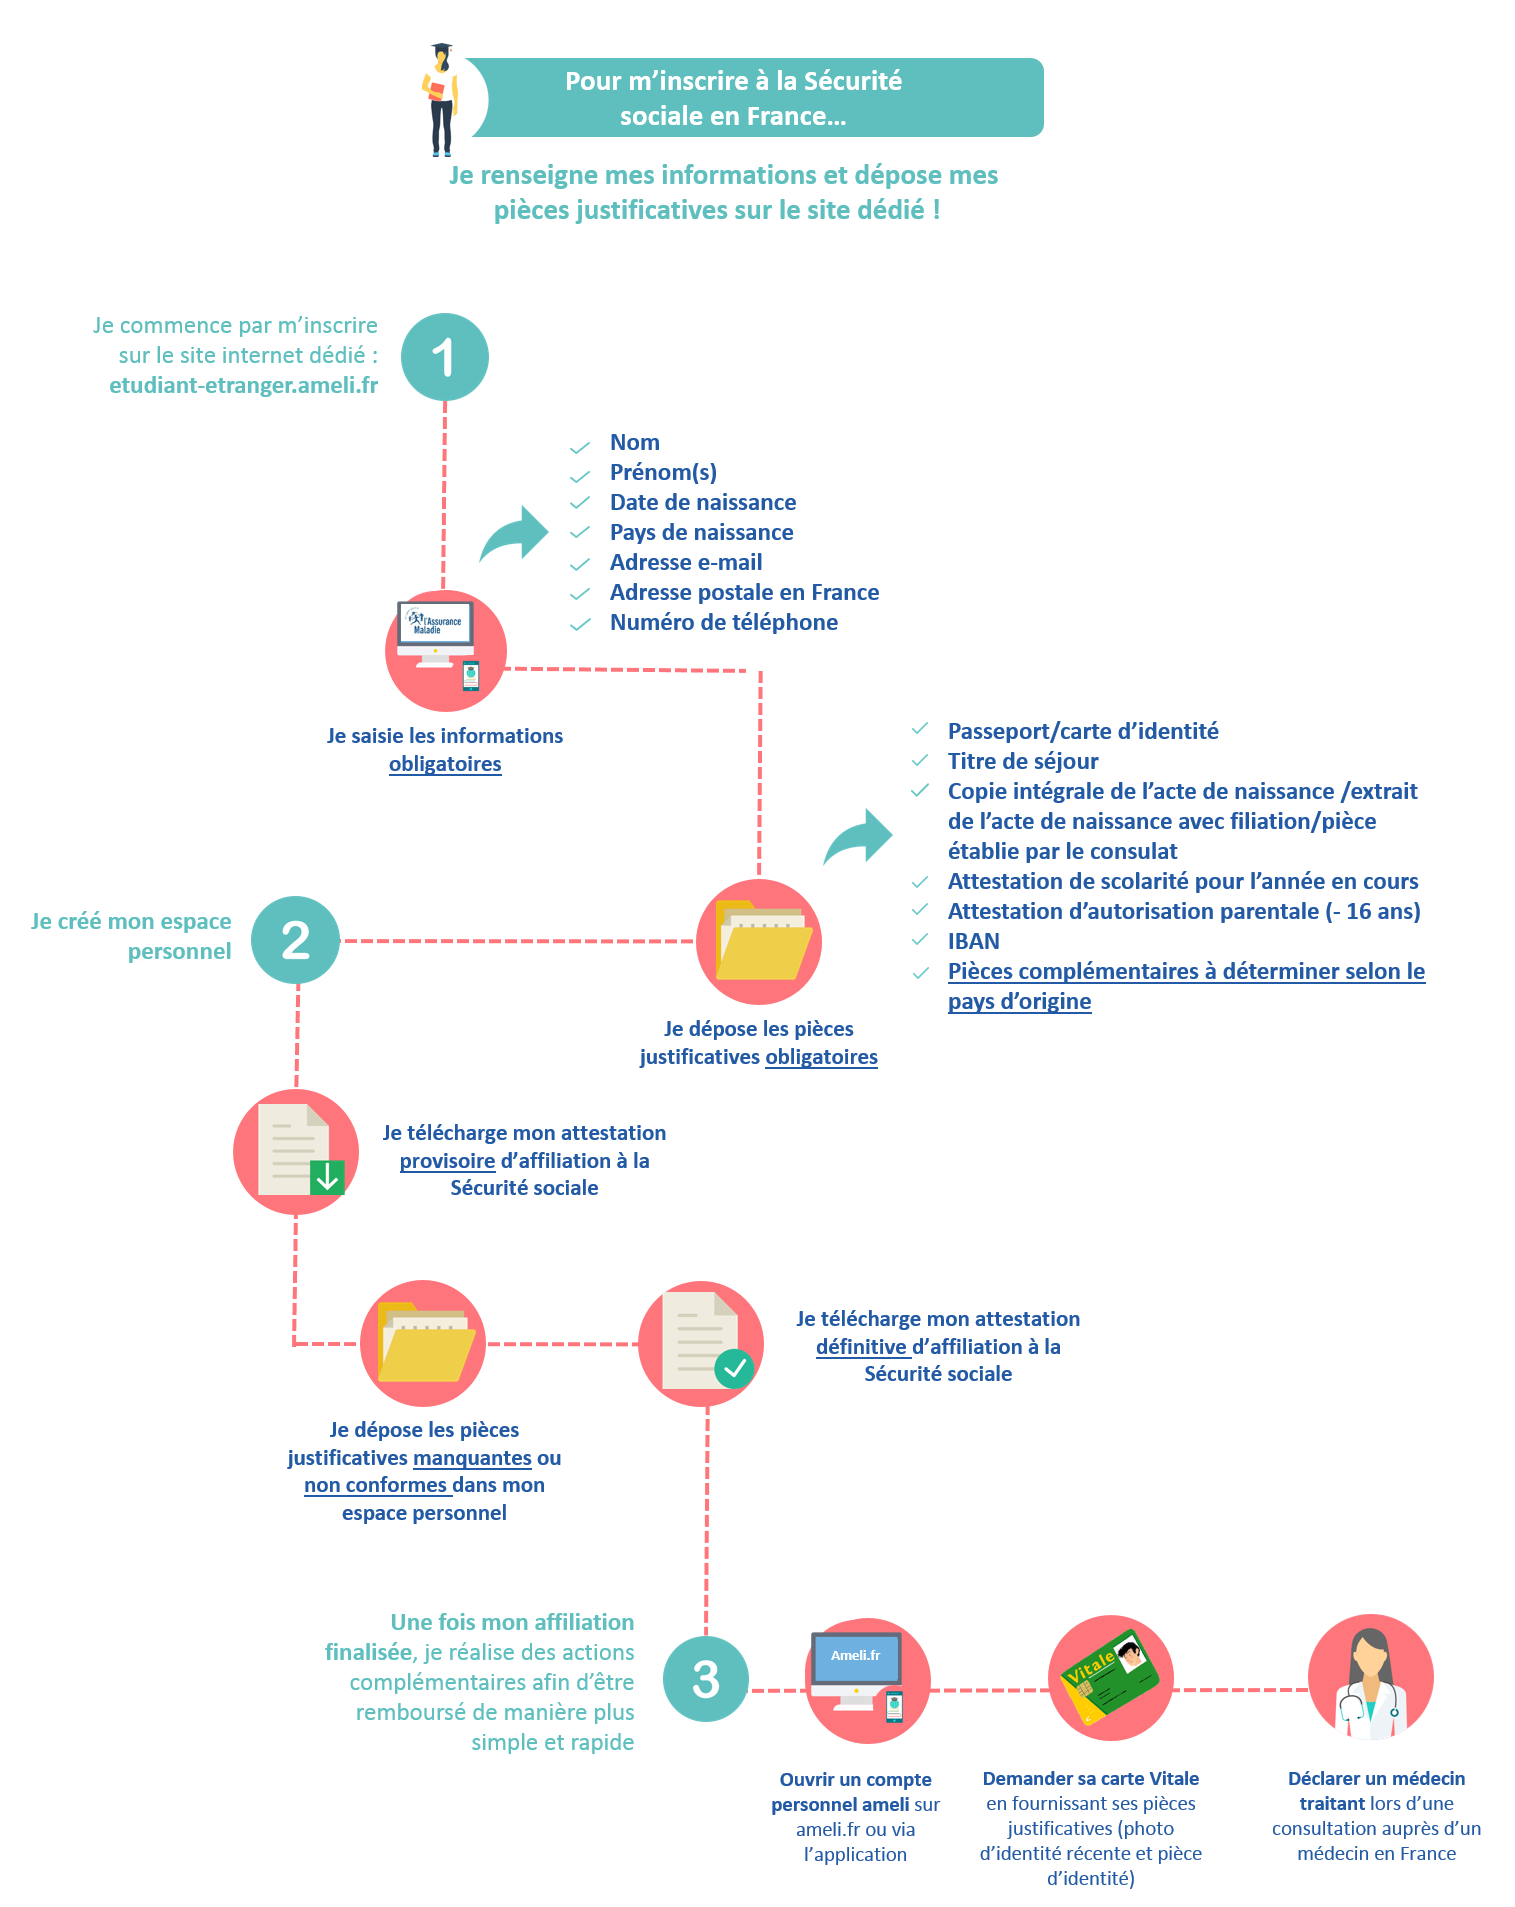 Pour m’inscrire à la Sécurité
sociale en France…
Je renseigne mes informations et dépose mes
pièces justificatives sur le site dédié !
Je commence par m’inscrire
sur le site internet dédié :
etudiant-etranger.ameli.fr
1
Nom
Prénom(s)
Date de naissance
Pays de naissance
Adresse e-mail
Adresse postale en France
Numéro de téléphone
l’Assurance
Maladie
Je saisie les informations
obligatoires
Passeport/carte d’identité
Titre de séjour
Copie intégrale de l’acte de naissance /extrait
de l’acte de naissance avec filiation/pièce
établie par le consulat
Attestation de scolarité pour l’année en cours
Attestation d’autorisation parentale (- 16 ans)
IBAN
Pièces complémentaires à déterminer selon le
pays d’origine
Je dépose les pièces
justificatives obligatoires
Je créé mon espace
personnel
2
Je télécharge mon attestation
provisoire d’affiliation à la
Sécurité sociale
Je dépose les pièces
justificatives manquantes ou
non conformes dans mon
espace personnel
Je télécharge mon attestation
définitive d’affiliation à la
Sécurité sociale
Une fois mon affiliation
finalisée, je réalise des actions
complémentaires afin d’être
remboursé de manière plus
simple et rapide
3
Ameli.fr
Vitale
Ouvrir un compte
personnel ameli sur
ameli.fr ou via
l’application
Demander sa carte Vitale
en fournissant ses pièces
justificatives (photo
d’identité récente et pièce
d’identité)
Déclarer un médecin
traitant lors d’une
consultation auprès d’un
médecin en France